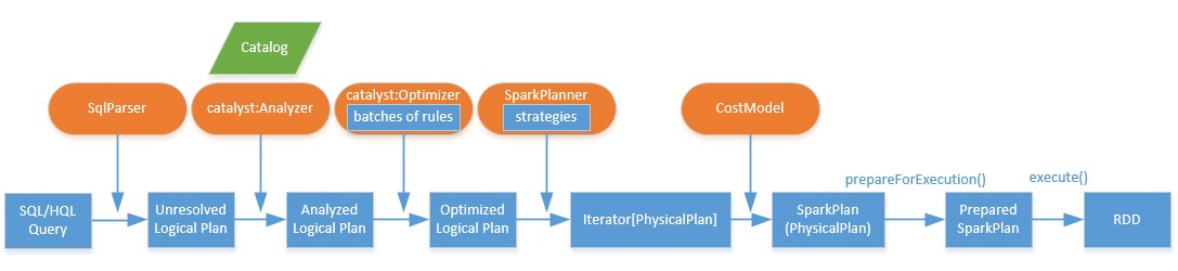 Catalog
SqlParser
catalyst:Analyzer
catalyst:Optimizer
batches of rules
SparkPlanner
strategies
CostModel
prepareForExecution()
execute()
SQL/HQL
Query
Unresolved
Logical Plan
Analyzed
Logical Plan
Optimized
Logical Plan
Iterator[PhysicalPlan]
SparkPlan
(PhysicalPlan)
Prepared
SparkPlan
RDD